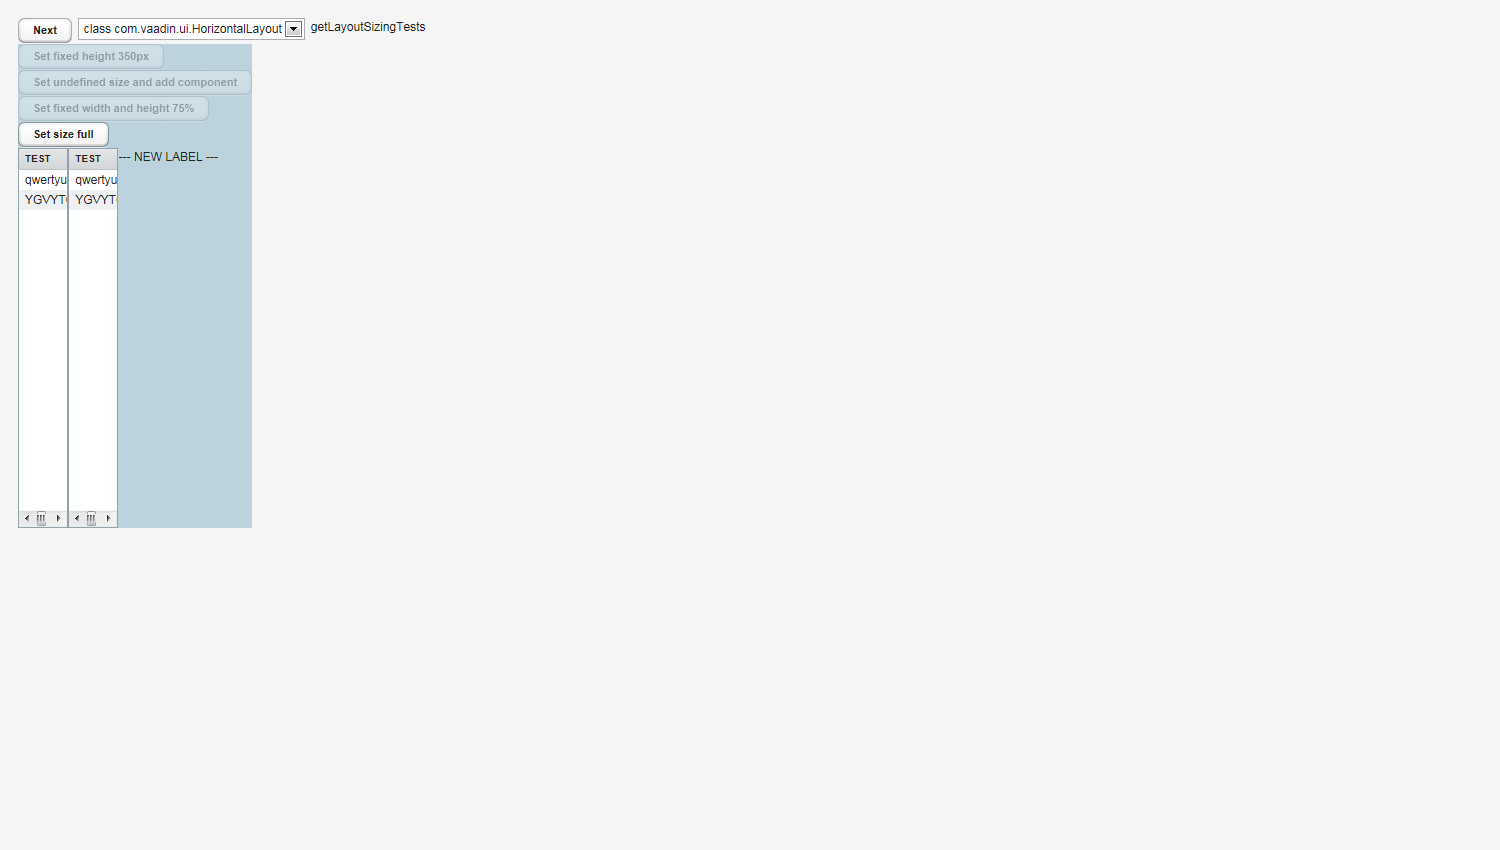 Next class com.vaadin.ui.HorizontalLayout getLayoutSizingTests
Set fixed height 350px
Set undefined size and add component
Set fixed width and height 75%
Set size full
TEST TEST --- NEW LABEL ---
qwertyu qwertyu
YGVYT YGVYT